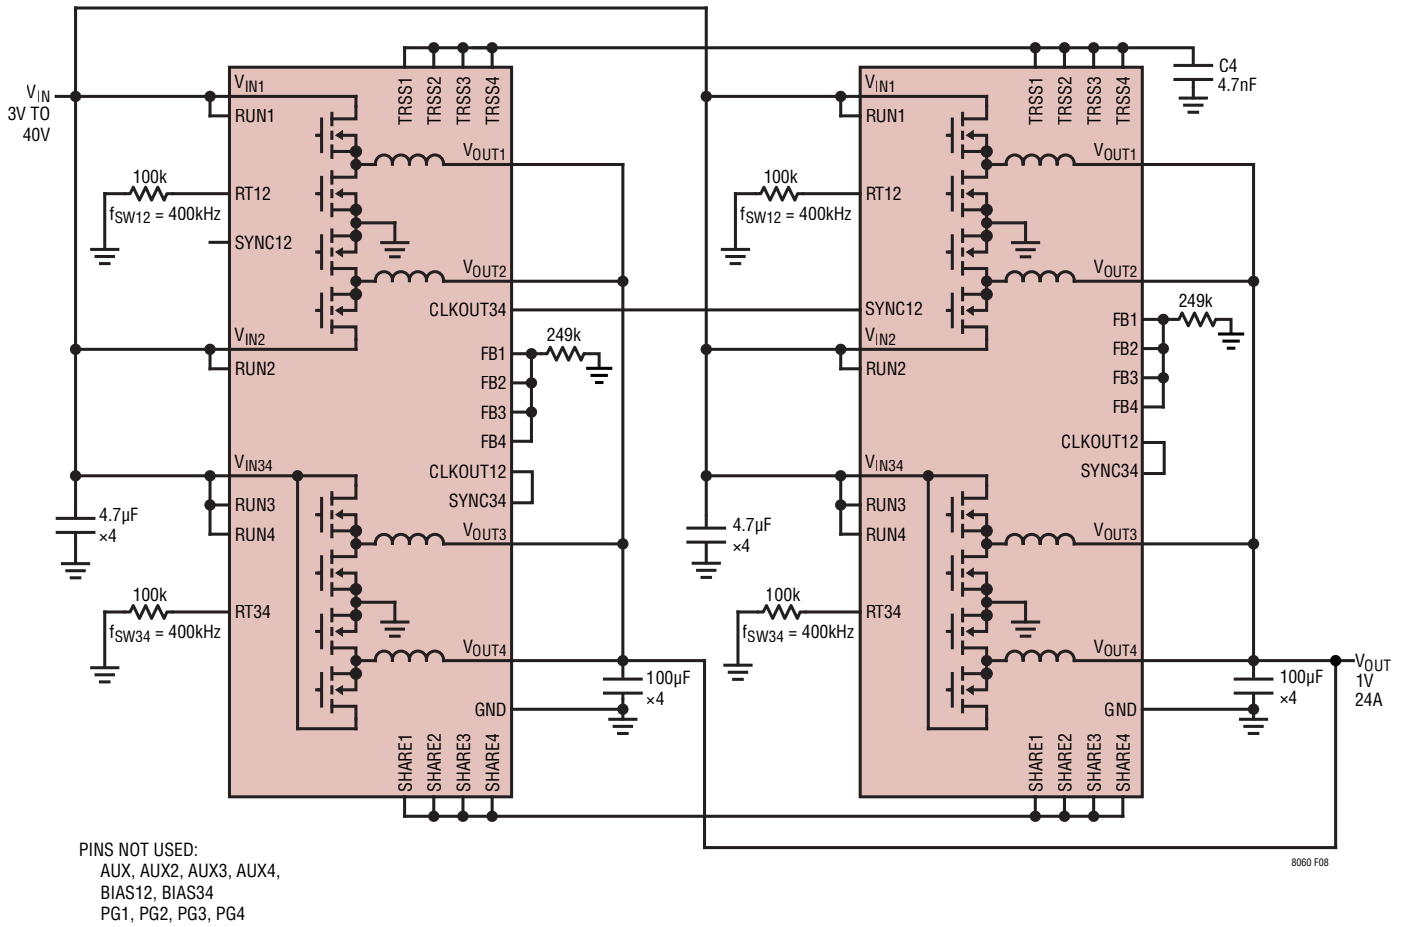 VIN
3V TO
40V
VIN1
RUN1
100k
RT12
fSW12 = 400kHz
SYNC12
VIN2
RUN2
VIN34
RUN3
RUN4
4.7µF
×4
100k
RT34
fSW34 = 400kHz
TRSS1
TRSS2
TRSS3
TRSS4
VOUT1
VOUT2
CLKOUT34
249k
FB1
FB2
FB3
FB4
CLKOUT12
SYNC34
VOUT3
VOUT4
100µF
×4
GND
SHARE1
SHARE2
SHARE3
SHARE4
VIN1
RUN1
100k
RT12
fSW12 = 400kHz
SYNC12
VIN2
RUN2
VIN34
RUN3
RUN4
4.7µF
×4
100k
RT34
fSW34 = 400kHz
TRSS1
TRSS2
TRSS3
TRSS4
C4
4.7nF
VOUT1
VOUT2
249k
FB1
FB2
FB3
FB4
CLKOUT12
SYNC34
VOUT3
VOUT4
100µF
×4
GND
SHARE1
SHARE2
SHARE3
SHARE4
VOUT
1V
24A
8060 F08
PINS NOT USED:
AUX, AUX2, AUX3, AUX4,
BIAS12, BIAS34
PG1, PG2, PG3, PG4